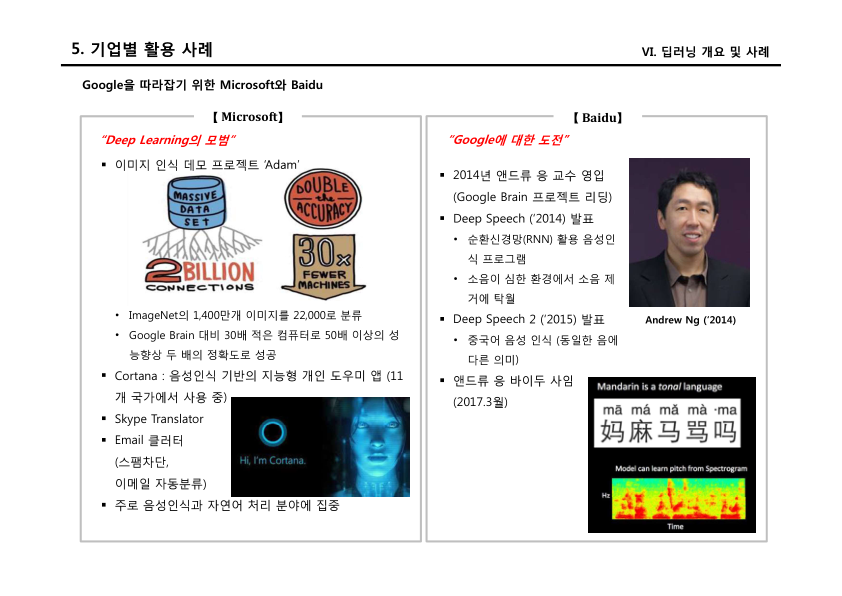 5. 기업별 활용 사례
VI. 딥러닝 개요 및 사례
Google을 따라잡기 위한 Microsoft와 Baidu
【 Microsoft】
“Deep Learning의 모범“
▪ 이미지 인식 데모 프로젝트 ‘Adam’
MASSIVE
DATA
SET
2 BILLION
CONNECTIONS
DOUBLE
the
ACCURACY
30x
FEWER
MACHINES
• ImageNet의 1,400만개 이미지를 22,000로 분류
• Google Brain 대비 30배 적은 컴퓨터로 50배 이상의 성
능향상 두 배의 정확도로 성공
▪ Cortana : 음성인식 기반의 지능형 개인 도우미 앱 (11
개 국가에서 사용 중)
▪ Skype Translator
▪ Email 클러터
(스팸차단,
이메일 자동분류)
Hi, I'm Cortana.
▪ 주로 음성인식과 자연어 처리 분야에 집중
【 Baidu】
“Google에 대한 도전”
▪ 2014년 앤드류 응 교수 영입
(Google Brain 프로젝트 리딩)
▪ Deep Speech (’2014) 발표
• 순환신경망(RNN) 활용 음성인
식 프로그램
• 소음이 심한 환경에서 소음 제
거에 탁월
▪ Deep Speech 2 (’2015) 발표
• 중국어 음성 인식 (동일한 음에
다른 의미)
▪ 앤드류 응 바이두 사임
(2017.3월)
Andrew Ng (‘2014)
Mandarin is a tonal language
mā má mǎ mà ·ma
妈麻马骂吗
Model can learn pitch from Spectrogram
Hz
Time